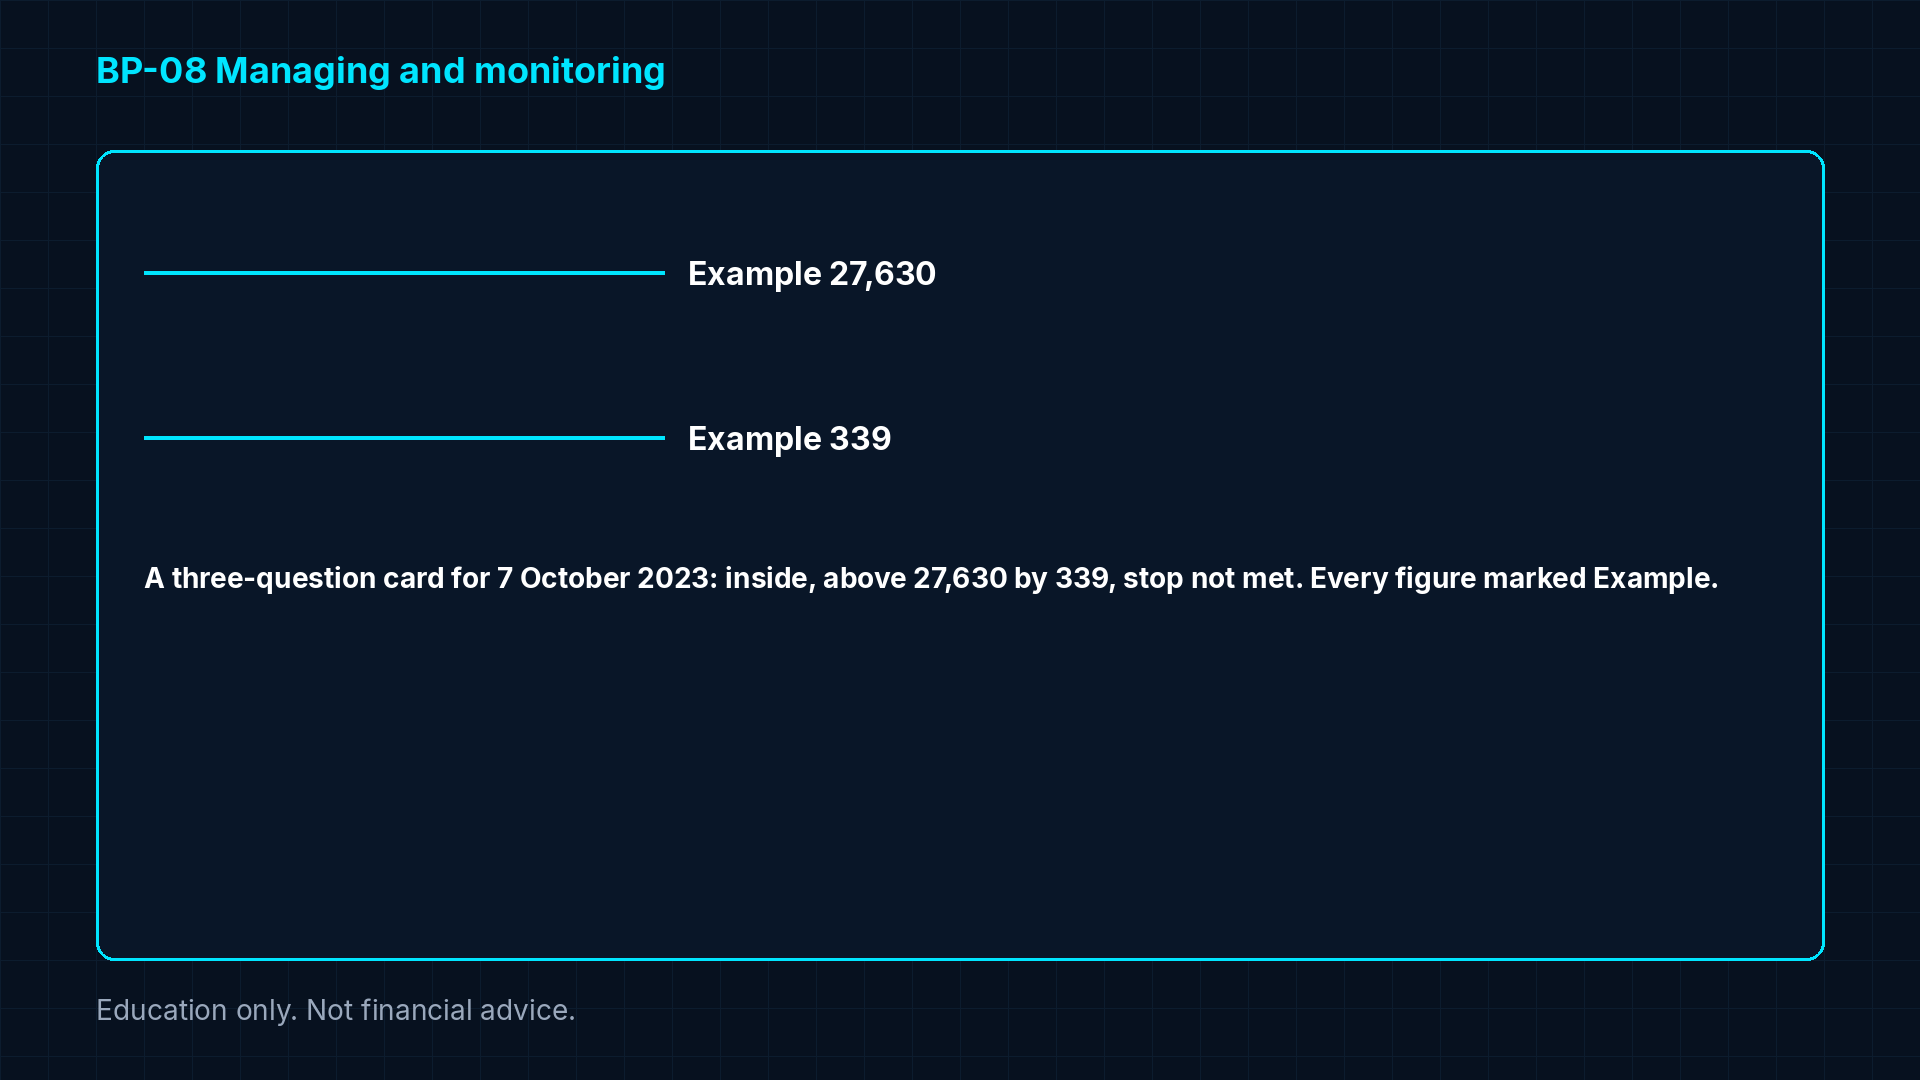 BP-08 Managing and monitoring
Example 27,630
Example 339
A three-question card for 7 October 2023: inside, above 27,630 by 339, stop not met. Every figure marked Example.
Education only. Not financial advice.